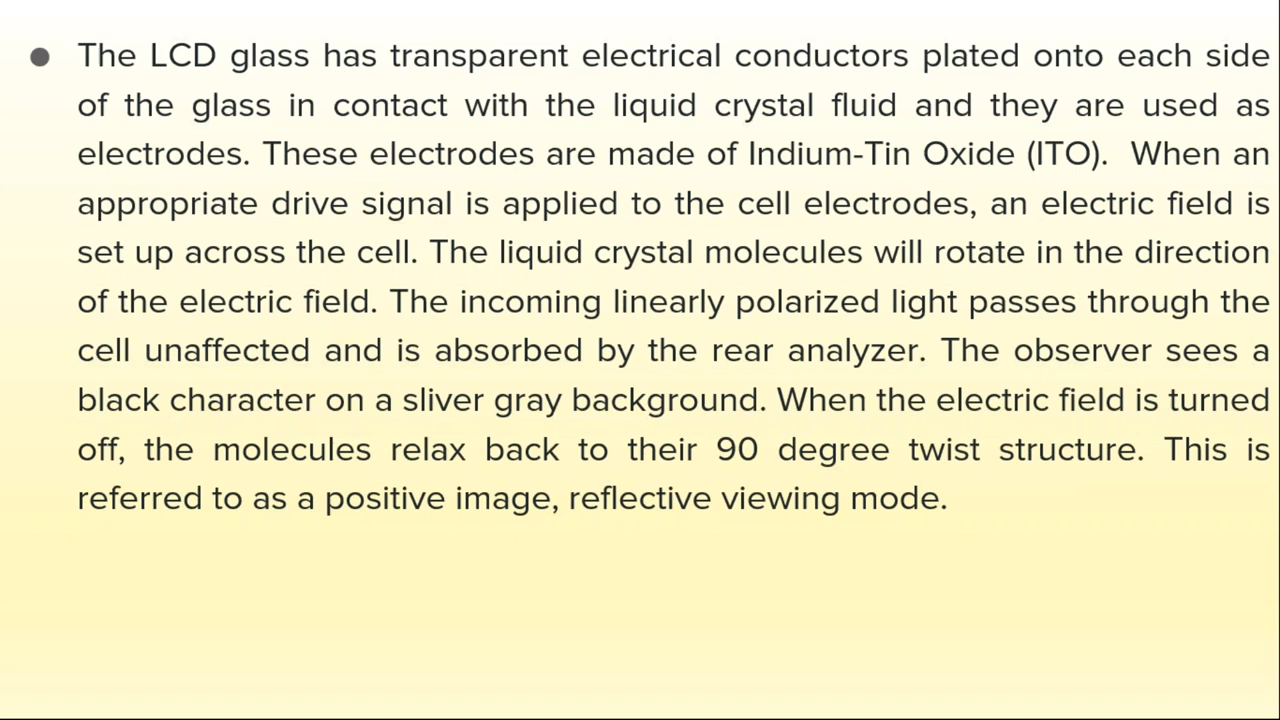 ● The LCD glass has transparent electrical conductors plated onto each side
of the glass in contact with the liquid crystal fluid and they are used as
electrodes. These electrodes are made of Indium-Tin Oxide (ITO).  When an
appropriate drive signal is applied to the cell electrodes, an electric field is
set up across the cell. The liquid crystal molecules will rotate in the direction
of the electric field. The incoming linearly polarized light passes through the
cell unaffected and is absorbed by the rear analyzer. The observer sees a
black character on a sliver gray background. When the electric field is turned
off, the molecules relax back to their 90 degree twist structure. This is
referred to as a positive image, reflective viewing mode.